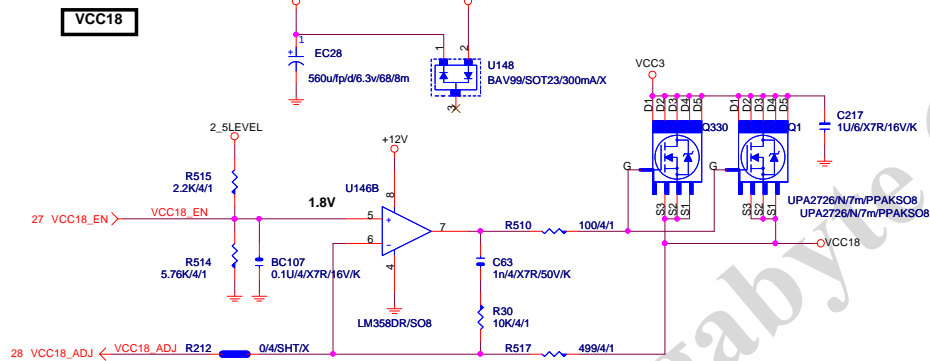 VCC18
1
EC28
560u/fp/d/6.3v/68/8m
1
2
3
U148
BAV99/SOT23/300mA/X
VCC3
D1
D2
D3
D4
D5
Q330
G
S3
S2
S1
D1
D2
D3
D4
D5
Q1
G
S3
S2
S1
C217
1U/6/X7R/16V/K
UPA2726/N/7m/PPAKSO8
UPA2726/N/7m/PPAKSO8
2_5LEVEL
R515
2.2K/4/1
+12V
U146B
1.8V
27 VCC18_EN
VCC18_EN
5
+
6
-
8
4
7
R510
100/4/1
VCC18
R514
5.76K/4/1
BC107
0.1U/4/X7R/16V/K
C63
1n/4/X7R/50V/K
LM358DR/SO8
R30
10K/4/1
28 VCC18_ADJ
VCC18_ADJ
R212
0/4/SHT/X
R517
499/4/1
gabyte